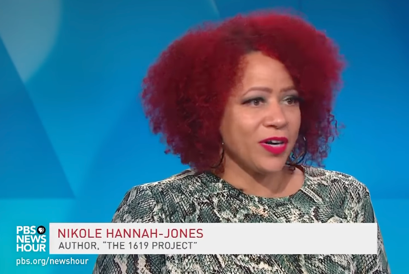 PBS
NEWS
HOUR
NIKOLE HANNAH-JONES
AUTHOR, "THE 1619 PROJECT"
pbs.org/newshour